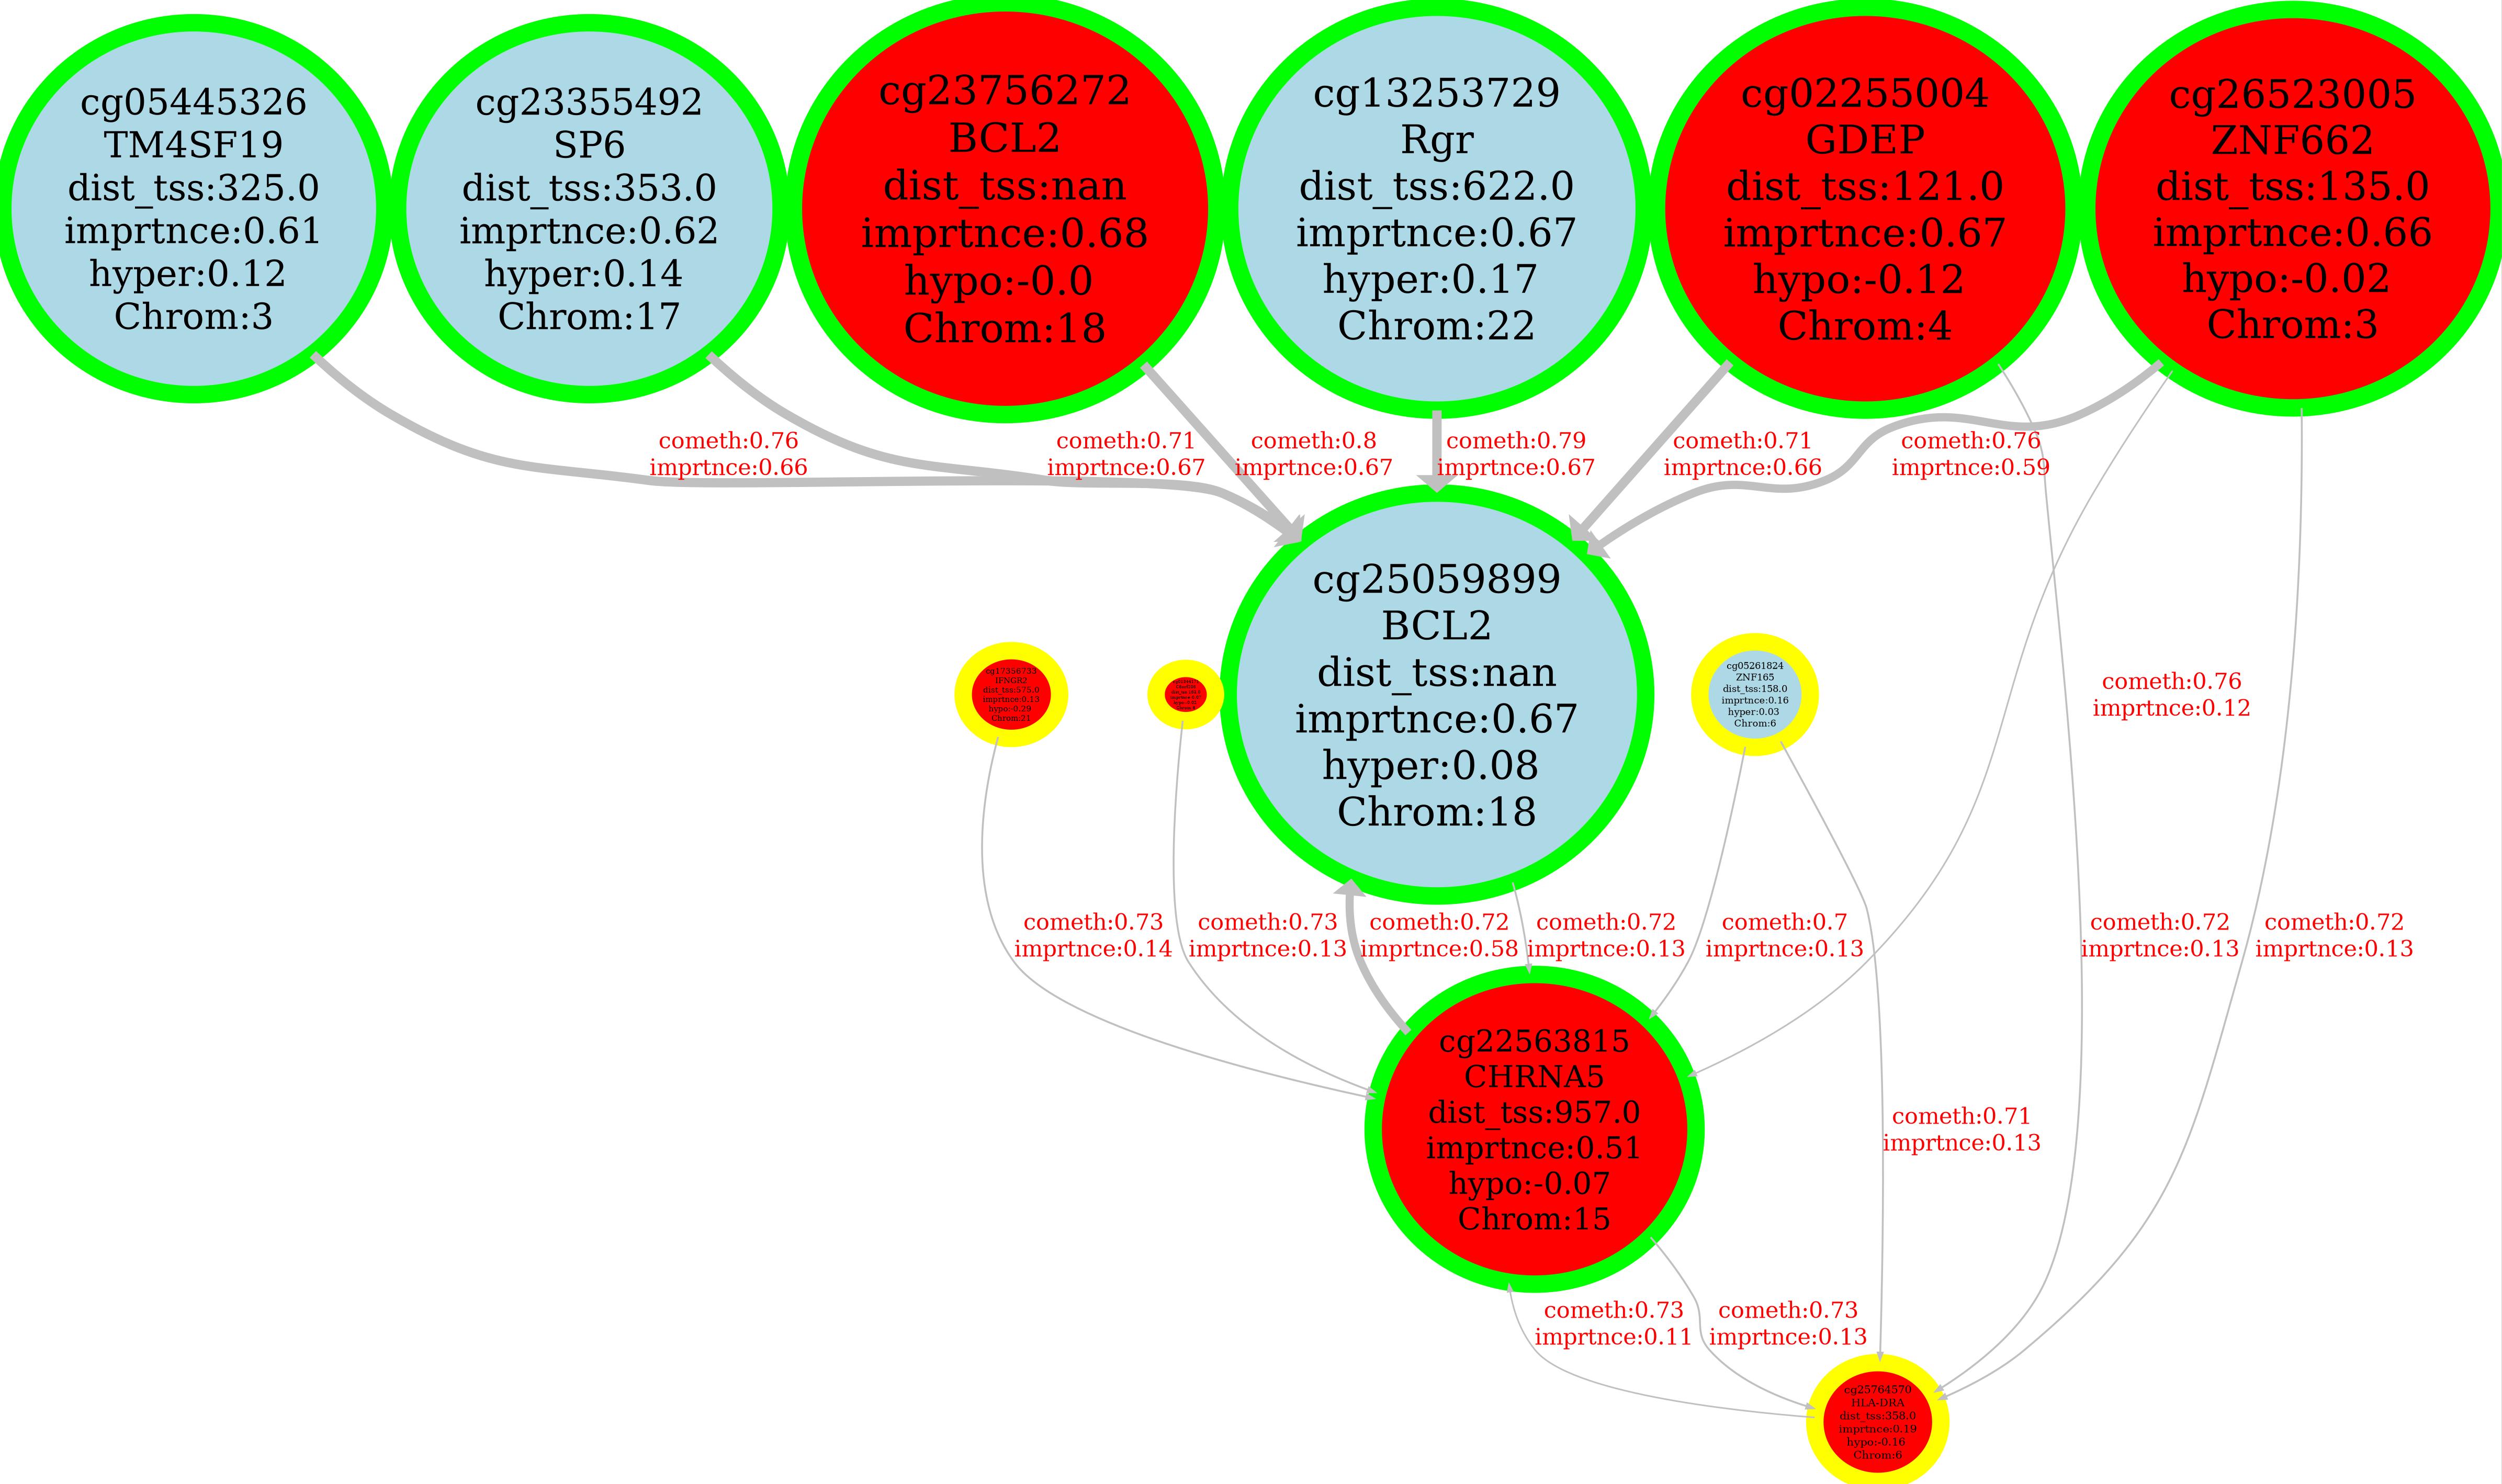 cg05445326
TM4SF19
dist_tss:325.0
imprtnce:0.61
hyper:0.12
Chrom:3
cg23355492
SP6
dist_tss:353.0
imprtnce:0.62
hyper:0.14
Chrom:17
cg23756272
BCL2
dist_tss:nan
imprtnce:0.68
hypo:-0.0
Chrom:18
cg13253729
Rgr
dist_tss:622.0
imprtnce:0.67
hyper:0.17
Chrom:22
cg02255004
GDEP
dist_tss:121.0
imprtnce:0.67
hypo:-0.12
Chrom:4
cg26523005
ZNF662
dist_tss:135.0
imprtnce:0.66
hypo:-0.02
Chrom:3
cometh:0.76
imprtnce:0.66
cometh:0.71
imprtnce:0.67
cometh:0.8
imprtnce:0.67
cometh:0.79
imprtnce:0.67
cometh:0.71
imprtnce:0.66
cometh:0.76
imprtnce:0.59
cg17356733
IFNGR2
dist_tss:575.0
imprtnce:0.13
hypo:-0.29
Chrom:21
cg25059899
BCL2
dist_tss:nan
imprtnce:0.67
hyper:0.08
Chrom:18
cg05261824
ZNF165
dist_tss:158.0
imprtnce:0.16
hyper:0.03
Chrom:6
cometh:0.76
imprtnce:0.12
cometh:0.73
imprtnce:0.14
cometh:0.73
imprtnce:0.13
cometh:0.72
imprtnce:0.58
cometh:0.72
imprtnce:0.13
cometh:0.7
imprtnce:0.13
cometh:0.72
imprtnce:0.13
cometh:0.72
imprtnce:0.13
cg22563815
CHRNA5
dist_tss:957.0
imprtnce:0.51
hypo:-0.07
Chrom:15
cometh:0.71
imprtnce:0.13
cometh:0.73
imprtnce:0.11
cometh:0.73
imprtnce:0.13
cg25764570
HLA-DRA
dist_tss:358.0
imprtnce:0.19
hypo:-0.16
Chrom:6